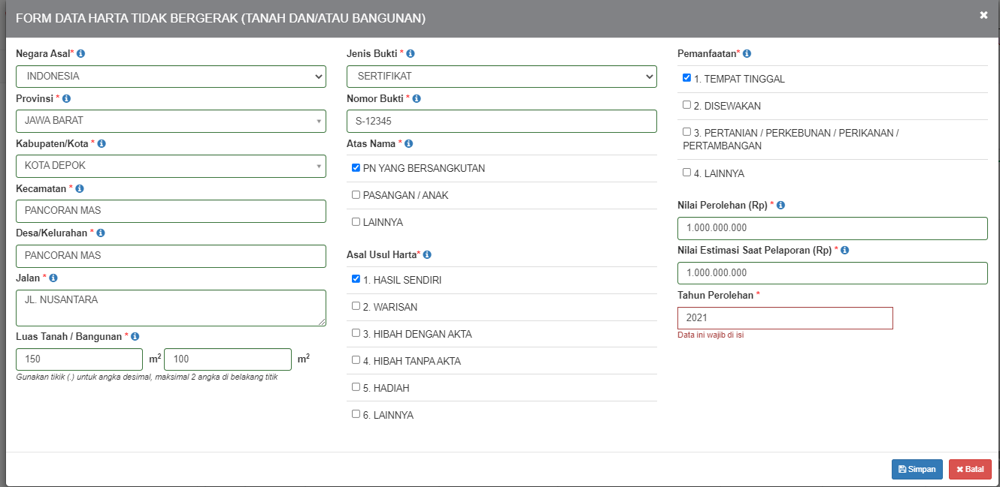 FORM DATA HARTA TIDAK BERGERAK (TANAH DAN/ATAU BANGUNAN)
Negara Asal*
INDONESIA
Provinsi *
JAWA BARAT
Kabupaten/Kota *
KOTA DEPOK
Kecamatan *
PANCORAN MAS
Desa/Kelurahan *
PANCORAN MAS
Jalan *
JL. NUSANTARA
Luas Tanah / Bangunan *
150 m² 100 m²
Gunakan tikik (.) untuk angka desimal, maksimal 2 angka di belakang titik
Jenis Bukti *
SERTIFIKAT
Nomor Bukti *
S-12345
Atas Nama *
PN YANG BERSANGKUTAN
PASANGAN / ANAK
LAINNYA
Asal Usul Harta*
1. HASIL SENDIRI
2. WARISAN
3. HIBAH DENGAN AKTA
4. HIBAH TANPA AKTA
5. HADIAH
6. LAINNYA
Pemanfaatan*
1. TEMPAT TINGGAL
2. DISEWAKAN
3. PERTANIAN / PERKEBUNAN / PERIKANAN /
PERTAMBANGAN
4. LAINNYA
Nilai Perolehan (Rp) *
1.000.000.000
Nilai Estimasi Saat Pelaporan (Rp) *
1.000.000.000
Tahun Perolehan *
2021
Data ini wajib di isi
Simpan
Batal